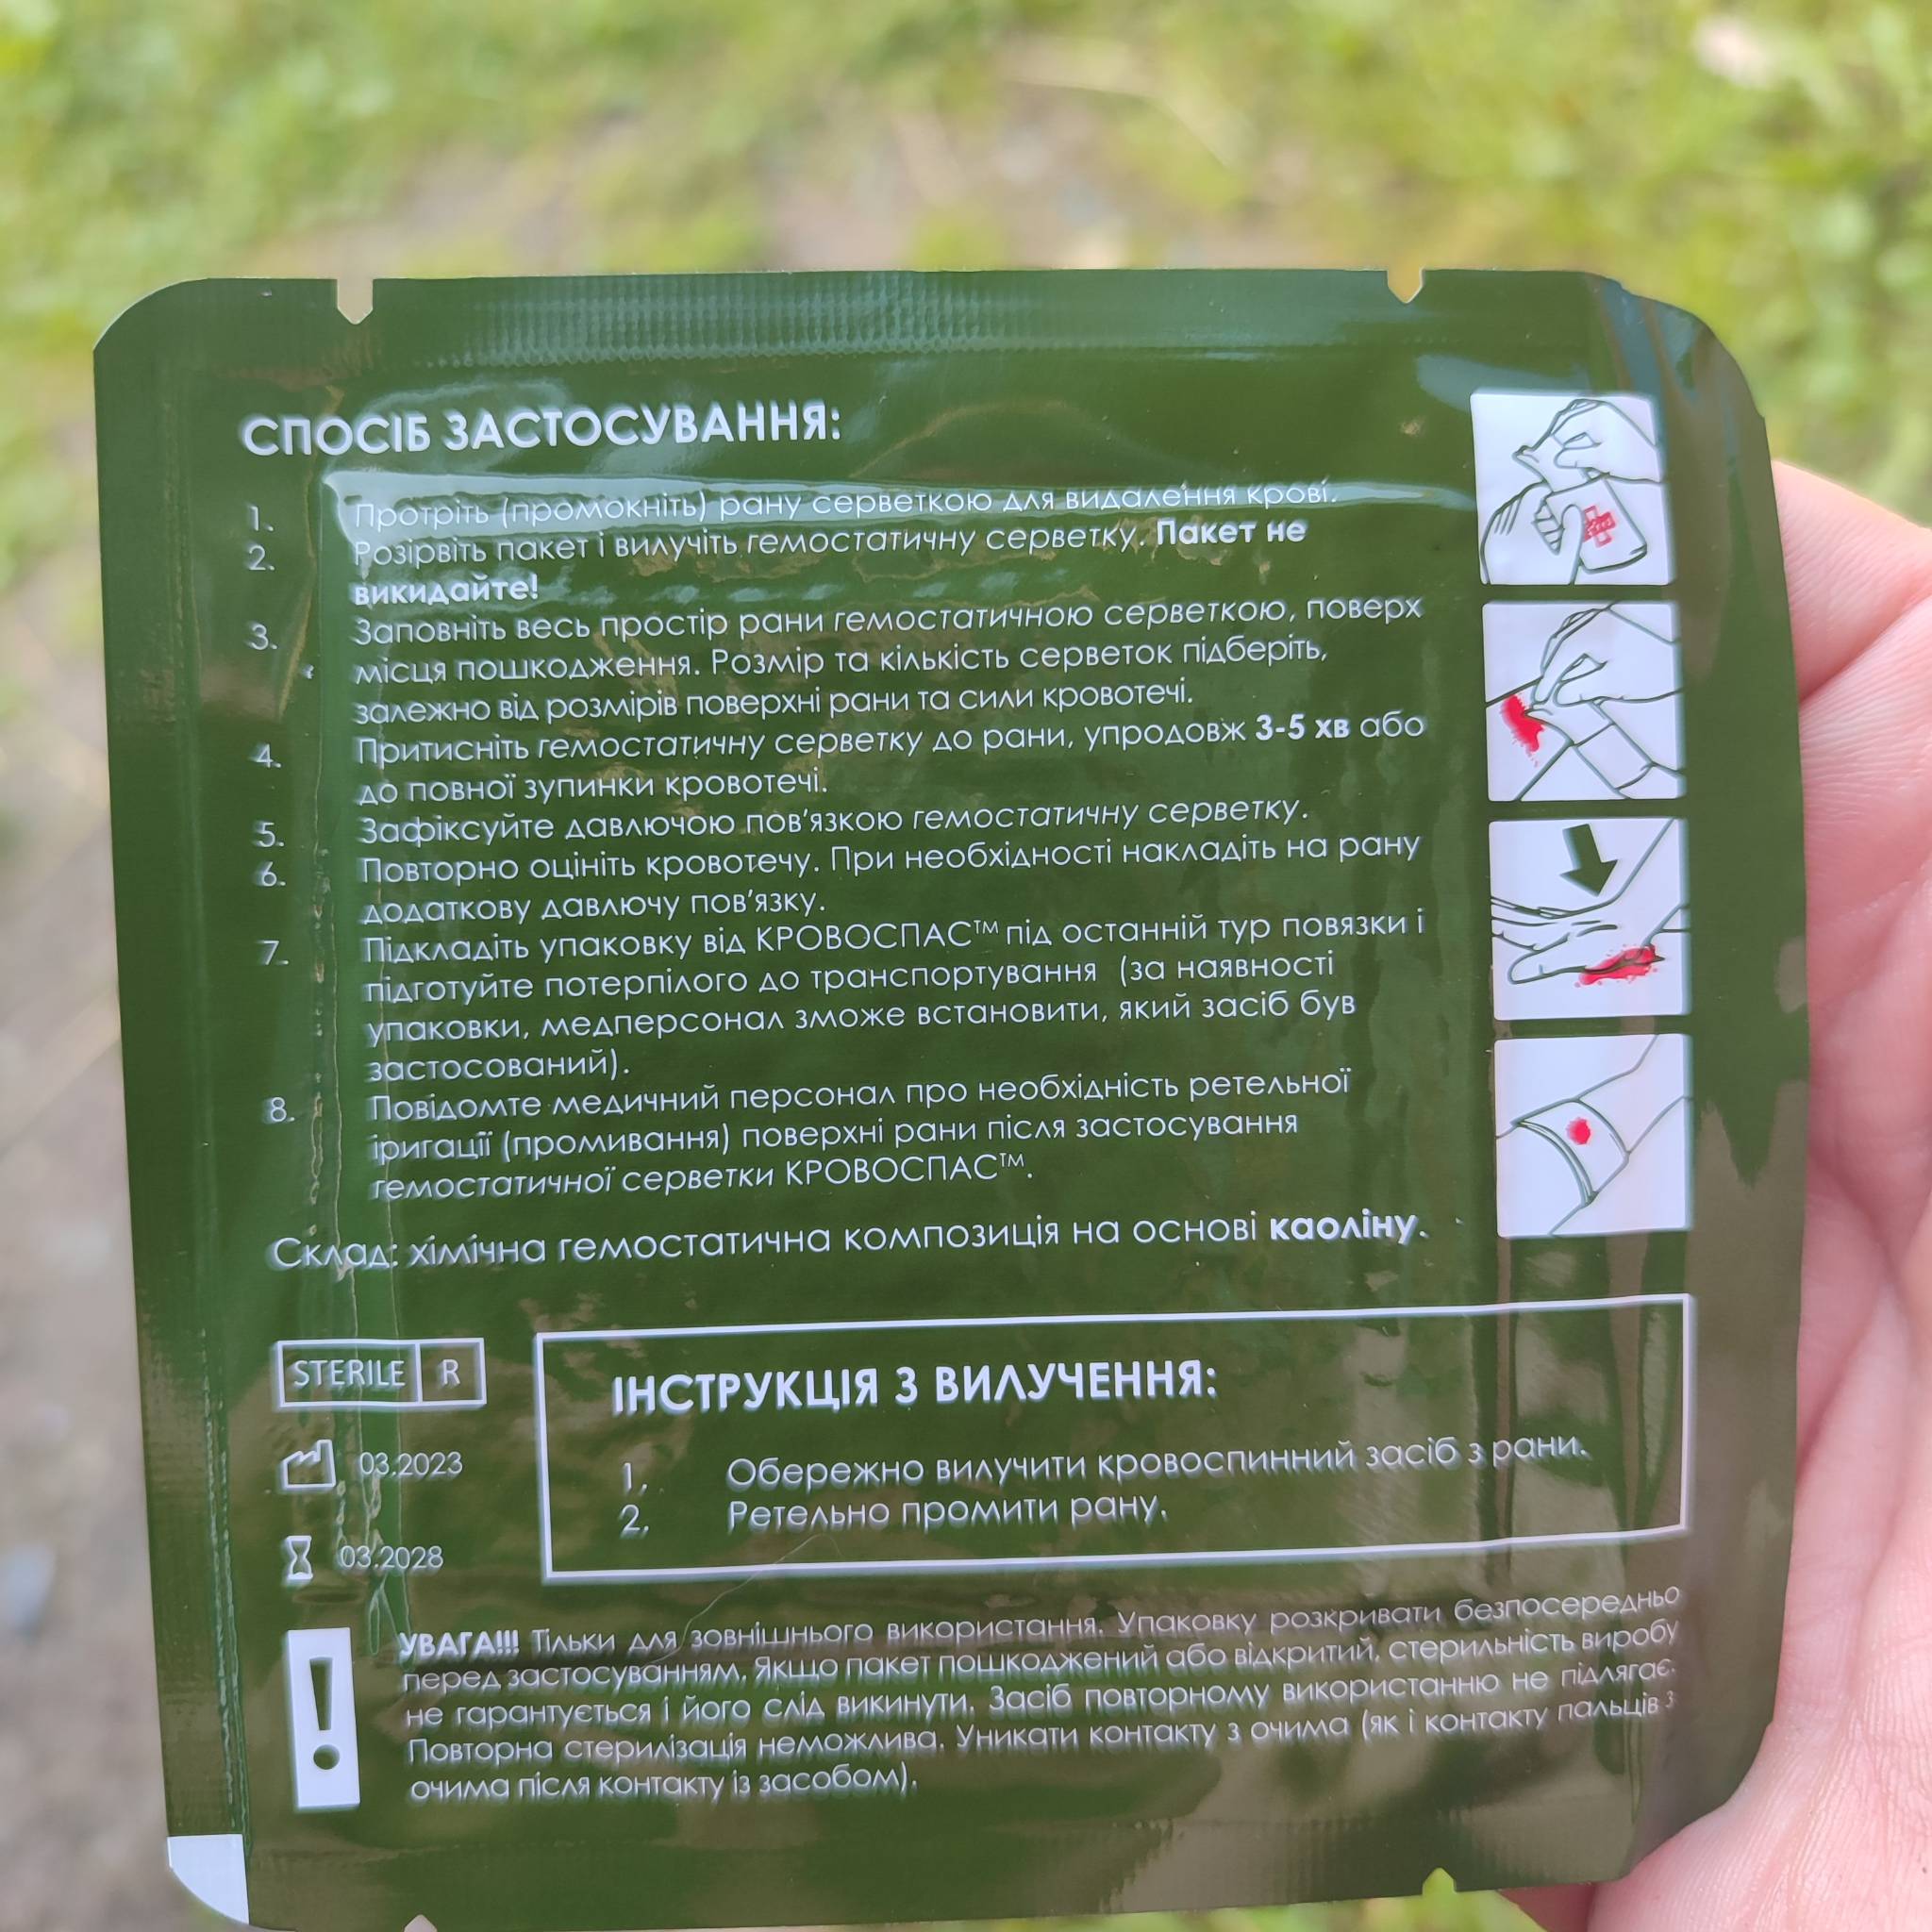 СПОСІБ ЗАСТОСУВАННЯ:
1. Протріть (промокніть) рану серветкою для видалення крові.
2. Розірвіть пакет і вилучіть гемостатичну серветку. Пакет не
викидайте!
3. Заповніть весь простір рани гемостатичною серветкою, поверх
місця пошкодження. Розмір та кількість серветок підберіть,
залежно від розмірів поверхні рани та сили кровотечі.
4. Притисніть гемостатичну серветку до рани, упродовж 3-5 хв або
до повної зупинки кровотечі.
5. Зафіксуйте давлючою пов'язкою гемостатичну серветку.
6. Повторно оцініть кровотечу. При необхідності накладіть на рану
додаткову давлючу пов'язку.
7. Підкладіть упаковку від КРОВОСПАС™ під останній тур повязки і
підготуйте потерпілого до транспортування (за наявності
упаковки, медперсонал зможе встановити, який засіб був
застосований).
8. Повідомте медичний персонал про необхідність ретельної
іригації (промивання) поверхні рани після застосування
гемостатичної серветки КРОВОСПАС™.
Склад: хімічна гемостатична композиція на основі каоліну.
STERILE R
03.2023
03.2028
ІНСТРУКЦІЯ З ВИЛУЧЕННЯ:
1. Обережно вилучити кровоспинний засіб з рани.
2. Ретельно промити рану.
! УВАГА!!! Тільки для зовнішнього використання. Упаковку розкривати безпосередньо
перед застосуванням. Якщо пакет пошкоджений або відкритий, стерильність виробу
не гарантується і його слід викинути. Засіб повторному використанню не підлягає.
Повторна стерилізація неможлива. Уникати контакту з очима (як і контакту пальців з
очима після контакту із засобом).